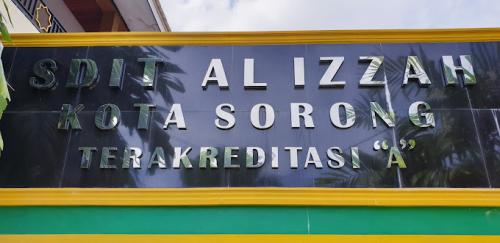 SDIT AL IZZAH
KOTA SORONG
TERAKREDITASI "A"